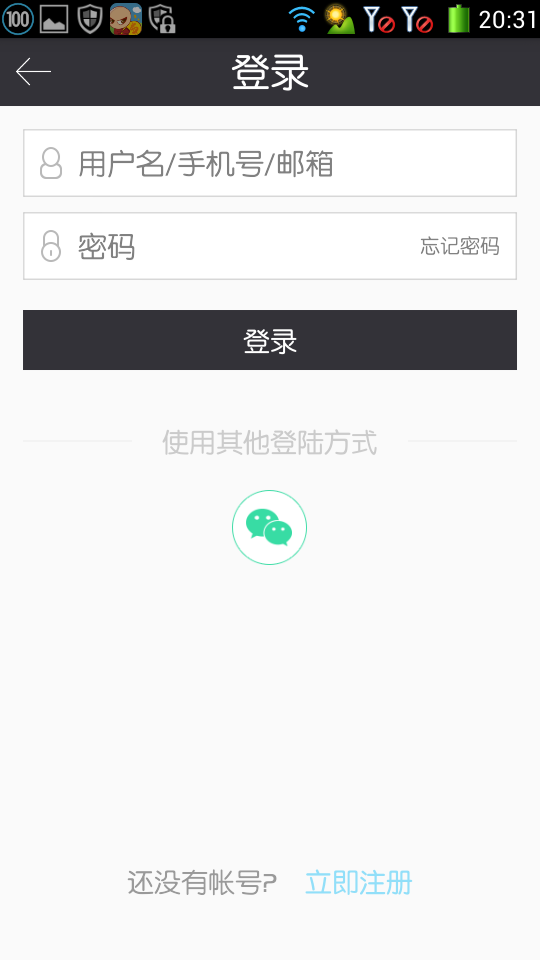 100 20:31
登录
用户名/手机号/邮箱
密码 忘记密码
登录
使用其他登陆方式
还没有帐号? 立即注册